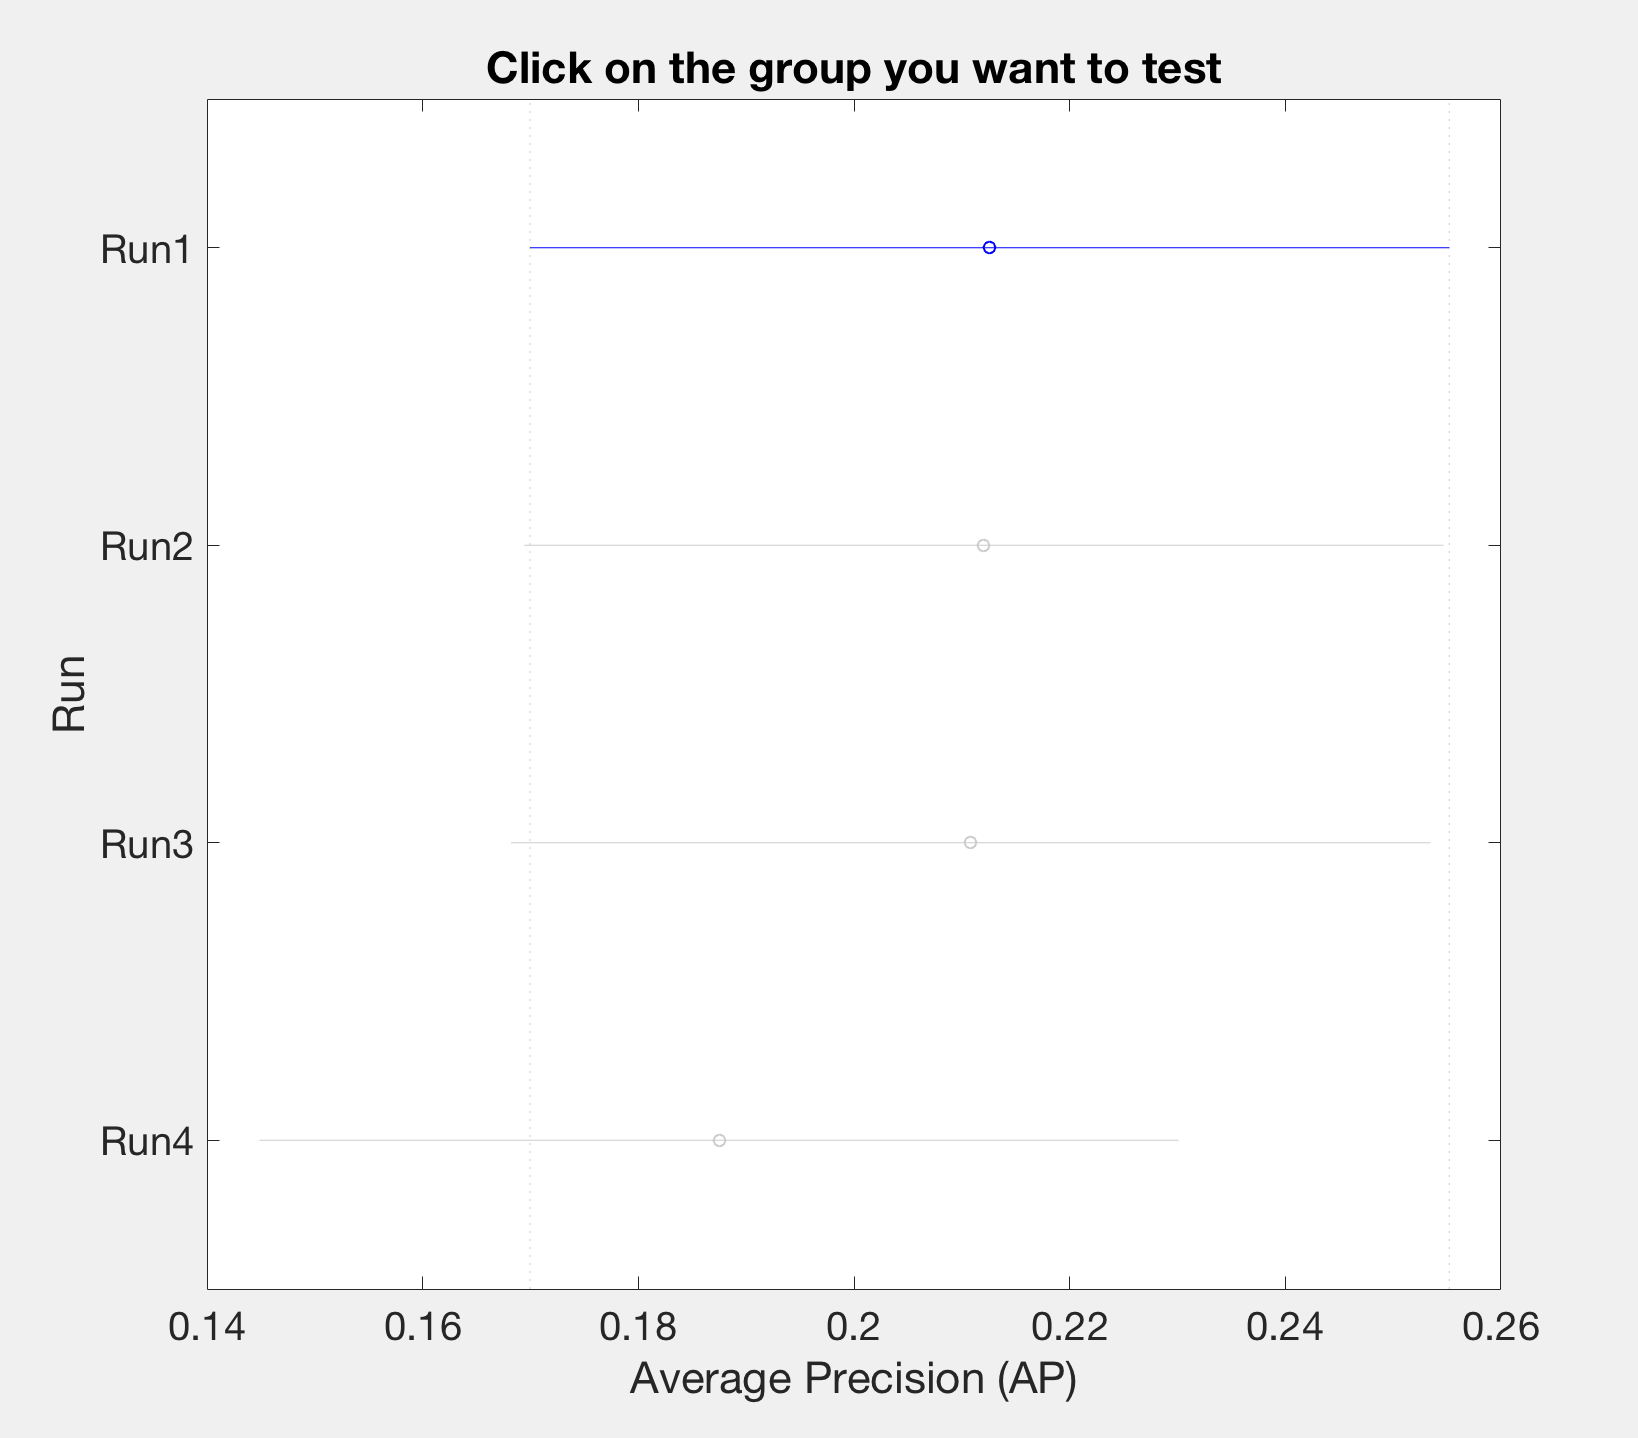 Click on the group you want to test
Run1
Run2
Run
Run3
Run4
0.14 0.16 0.18 0.2 0.22 0.24 0.26
Average Precision (AP)